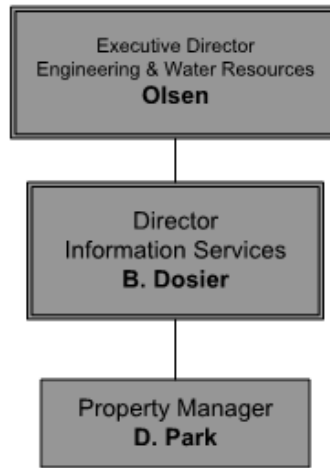 Executive Director
Engineering & Water Resources
Olsen
Director
Information Services
B. Dosier
Property Manager
D. Park